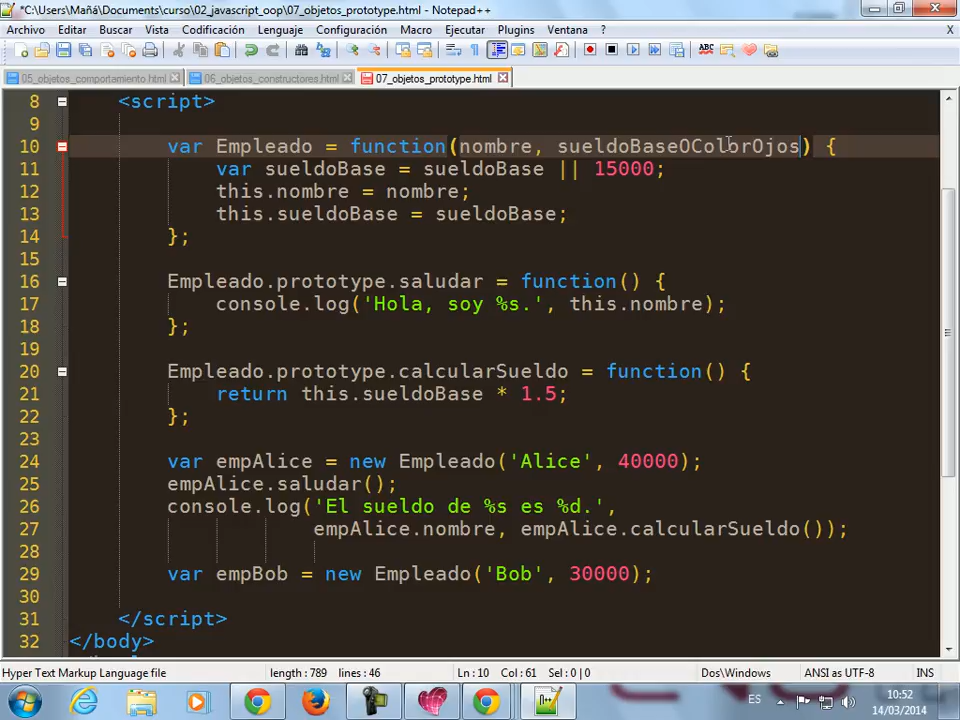 *C:\Users\Mañá\Documents\curso\02_javascript_oop\07_objetos_prototype.html - Notepad++
Archivo Editar Buscar Vista Codificación Lenguaje Configuración Macro Ejecutar Plugins Ventana ? X
05_objetos_comportamiento.html 06_objetos_constructores.html 07_objetos_prototype.html
8 <script>
9
10 var Empleado = function(nombre, sueldoBaseOColorOjos) {
11 var sueldoBase = sueldoBase || 15000;
12 this.nombre = nombre;
13 this.sueldoBase = sueldoBase;
14 };
15
16 Empleado.prototype.saludar = function() {
17 console.log('Hola, soy %s.', this.nombre);
18 };
19
20 Empleado.prototype.calcularSueldo = function() {
21 return this.sueldoBase * 1.5;
22 };
23
24 var empAlice = new Empleado('Alice', 40000);
25 empAlice.saludar();
26 console.log('El sueldo de %s es %d.',
27 empAlice.nombre, empAlice.calcularSueldo());
28
29 var empBob = new Empleado('Bob', 30000);
30
31 </script>
32 </body>
Hyper Text Markup Language file length : 789 lines : 46 Ln : 10 Col : 61 Sel : 0 | 0 Dos\Windows ANSI as UTF-8 INS
ES 10:52
14/03/2014